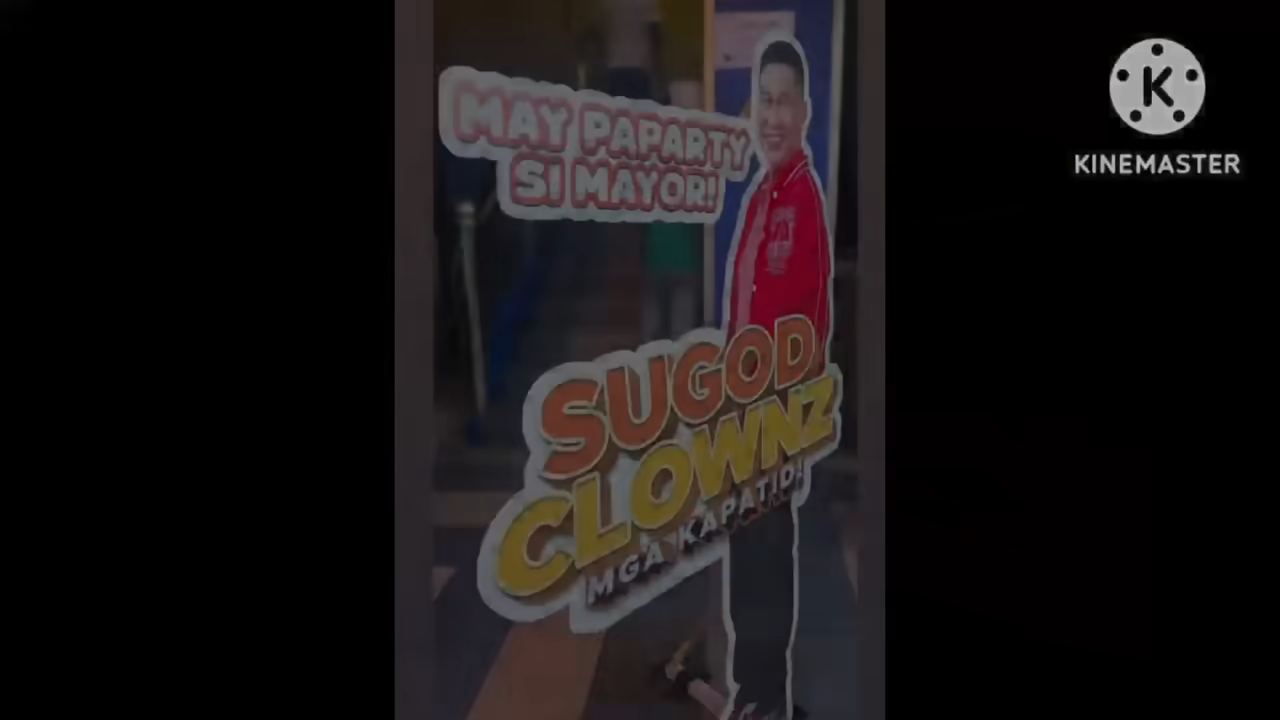 MAY PAPARTY
SI MAYOR!
SUGOD
CLOWNZ
MGA KAPATID!
K
KINEMASTER